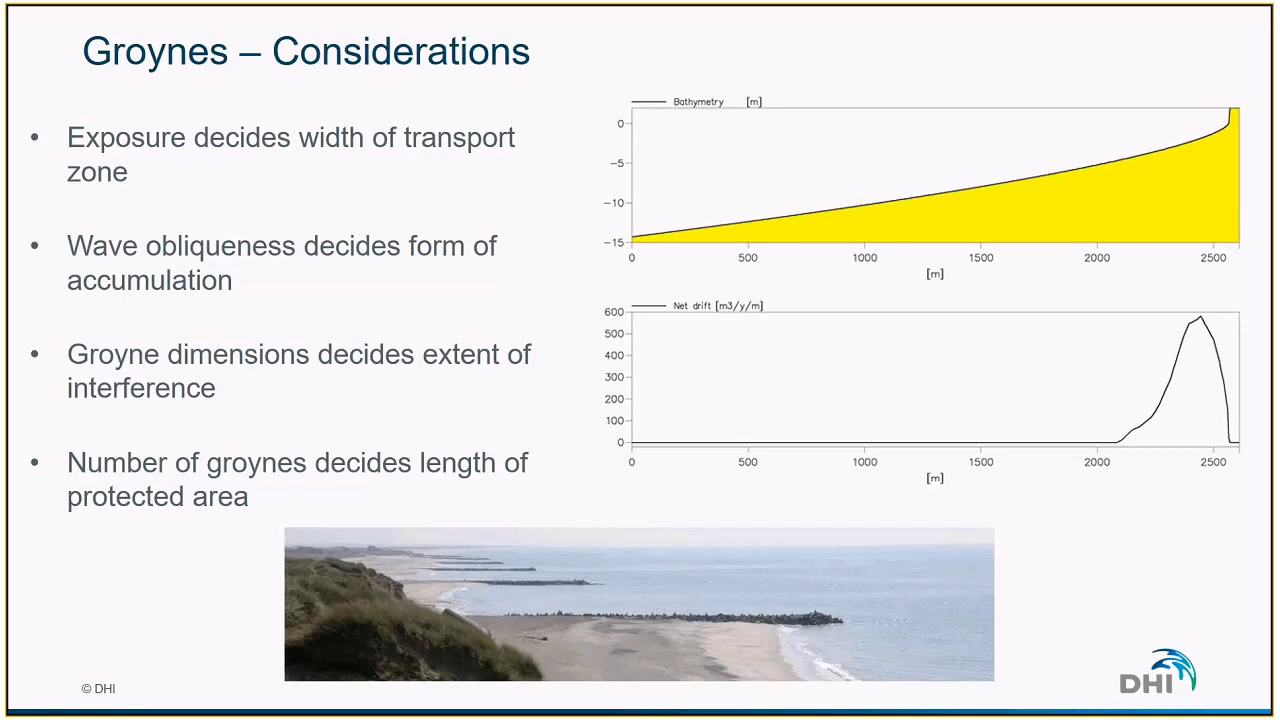 Groynes – Considerations
• Exposure decides width of transport
zone
• Wave obliqueness decides form of
accumulation
• Groyne dimensions decides extent of
interference
• Number of groynes decides length of
protected area
Bathymetry [m]
0
−5
−10
−15
0 500 1000 1500 2000 2500
[m]
Net drift [m3/y/m]
600
500
400
300
200
100
0
0 500 1000 1500 2000 2500
[m]
© DHI
DHI